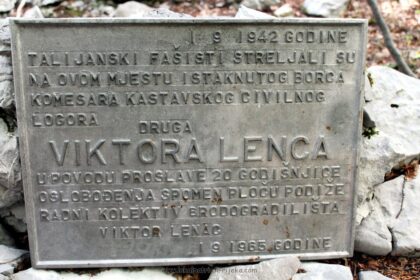 1 9 1942 GODINE
TALIJANSKI FAŠISTI STRELJALI SU
NA OVOM MJESTU ISTAKNUTOG BORCA
KOMESARA KASTAVSKOG CIVILNOG
LOGORA
DRUGA
VIKTORA LENCA
U POVODU PROSLAVE 20 GODIŠNJICE
OSLOBOĐENJA SPOMEN PLOČU PODIŽE
RADNI KOLEKTIV BRODOGRADILIŠTA
VIKTOR LENAC
1 9 1965 GODINE